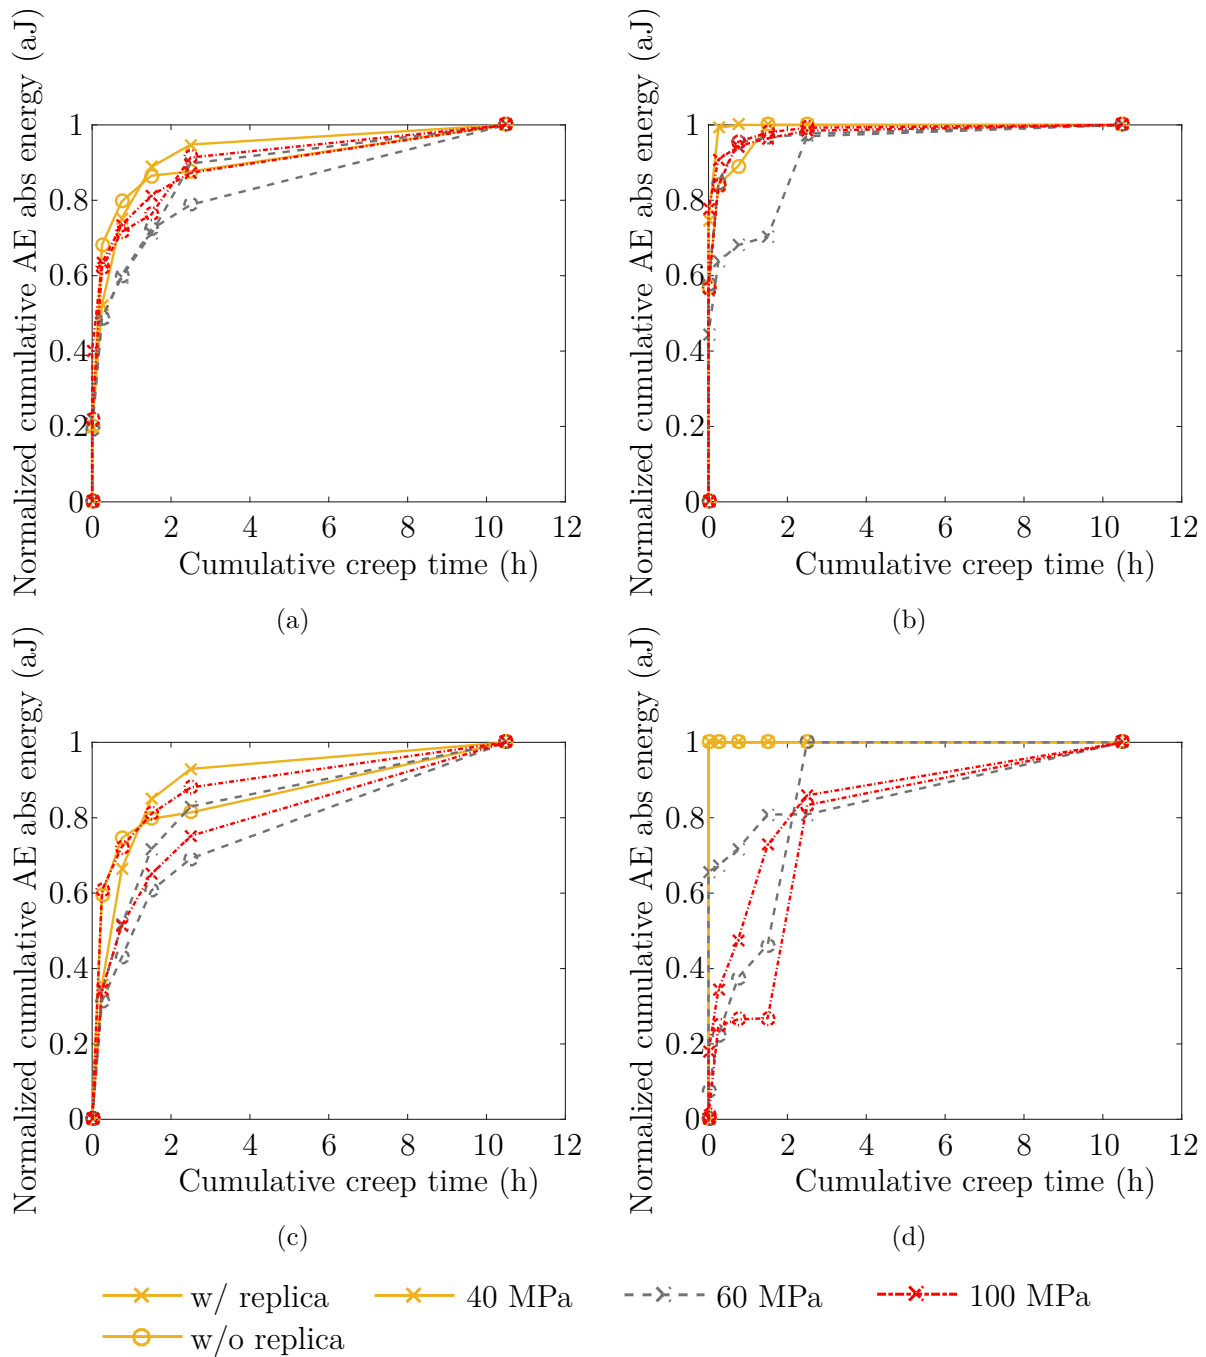 Normalized cumulative AE abs energy (aJ)
1
0.8
0.6
0.4
0.2
0
0 2 4 6 8 10 12
Cumulative creep time (h)
(a)
Normalized cumulative AE abs energy (aJ)
1
0.8
0.6
0.4
0.2
0
0 2 4 6 8 10 12
Cumulative creep time (h)
(b)
Normalized cumulative AE abs energy (aJ)
1
0.8
0.6
0.4
0.2
0
0 2 4 6 8 10 12
Cumulative creep time (h)
(c)
Normalized cumulative AE abs energy (aJ)
1
0.8
0.6
0.4
0.2
0
0 2 4 6 8 10 12
Cumulative creep time (h)
(d)
w/ replica 40 MPa 60 MPa 100 MPa
w/o replica